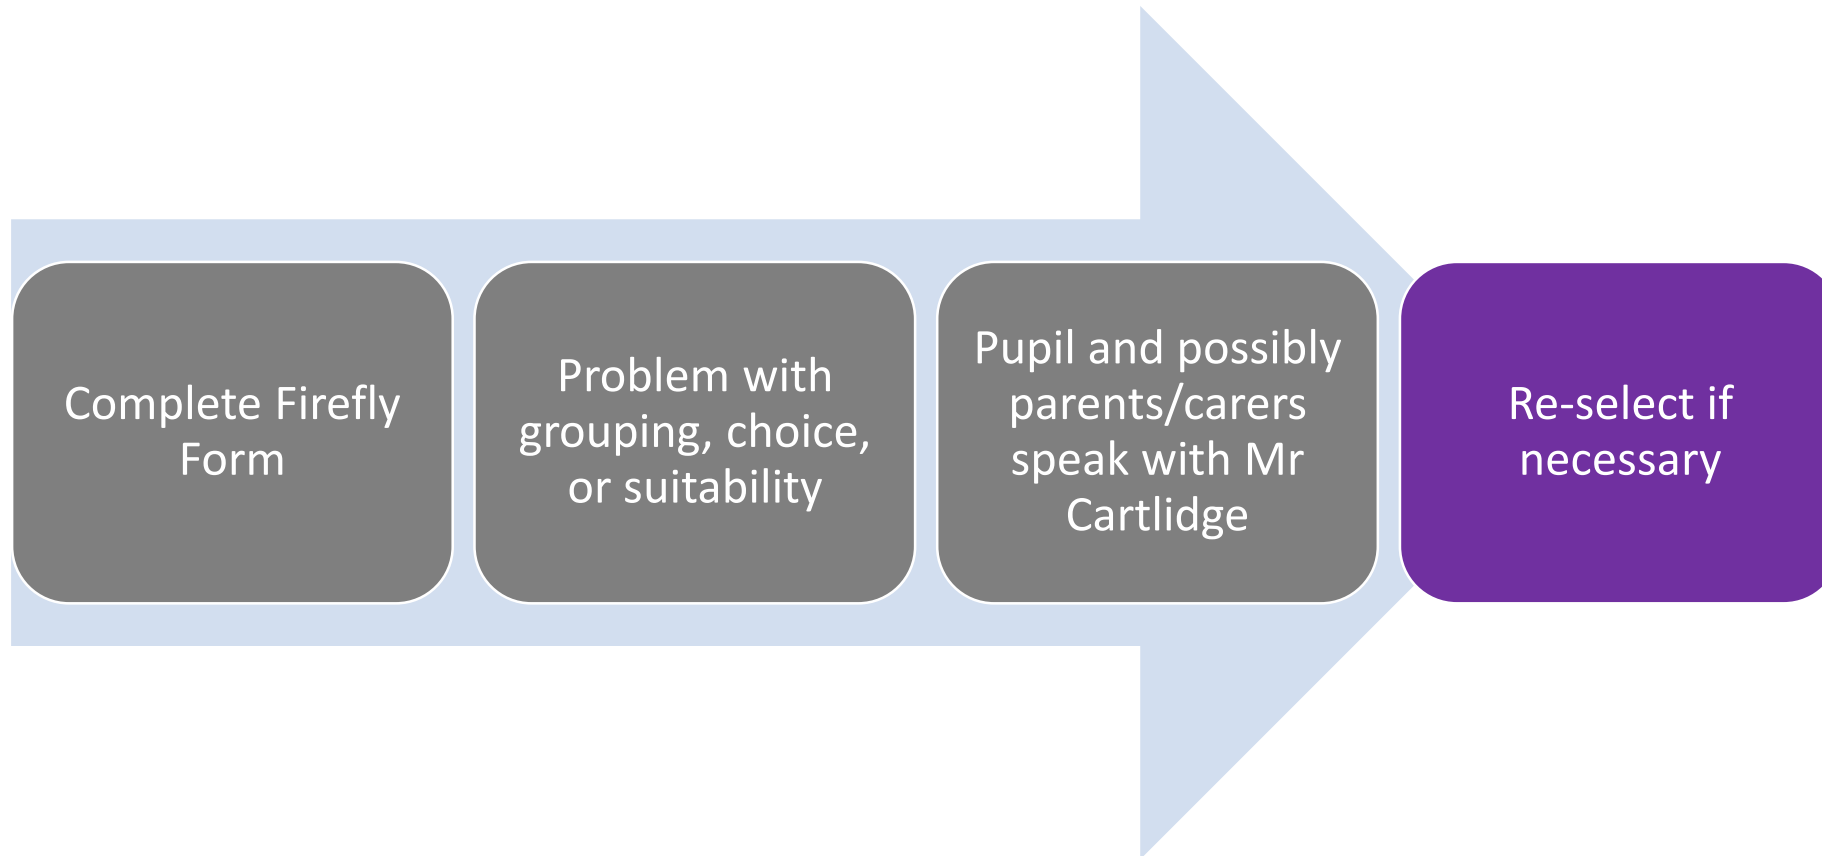 Complete Firefly
Form
Problem with
grouping, choice,
or suitability
Pupil and possibly
parents/carers
speak with Mr
Cartlidge
Re-select if
necessary